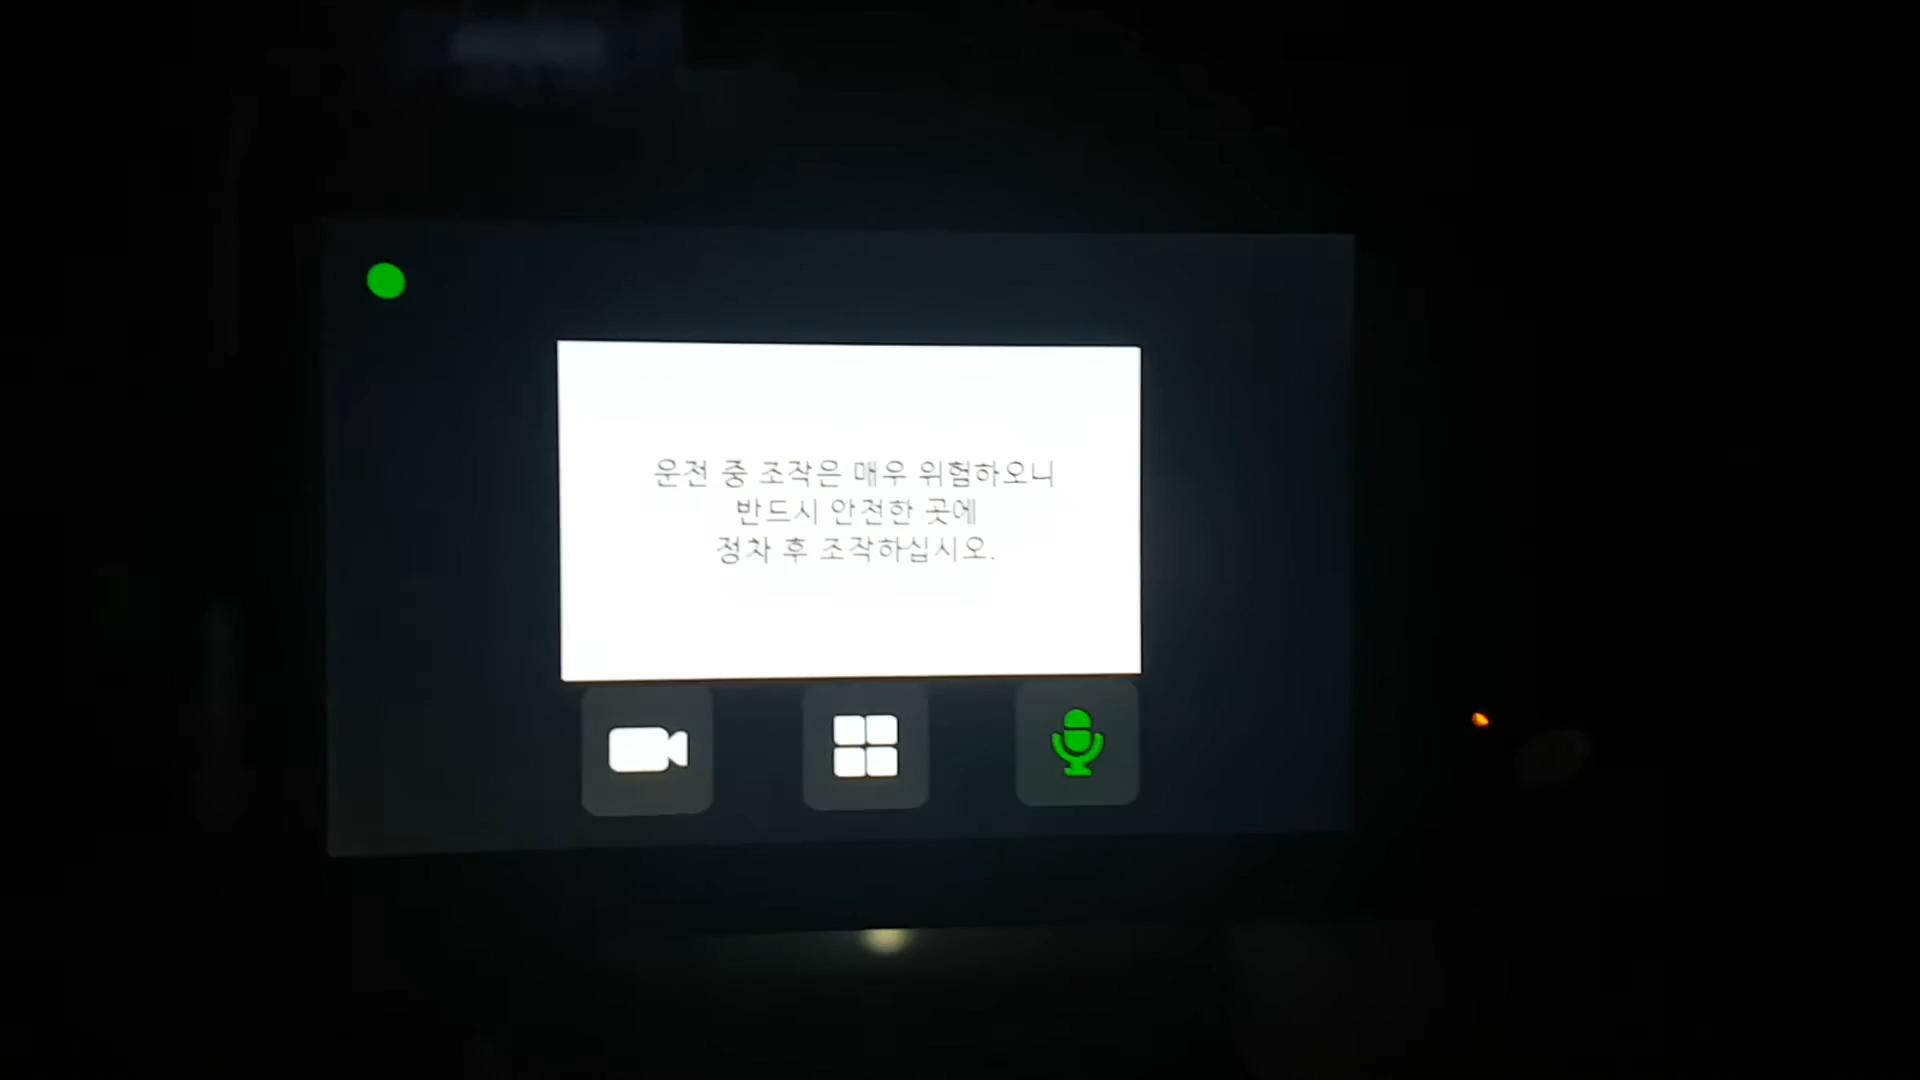 운전 중 조작은 매우 위험하오니
반드시 안전한 곳에
정차 후 조작하십시오.